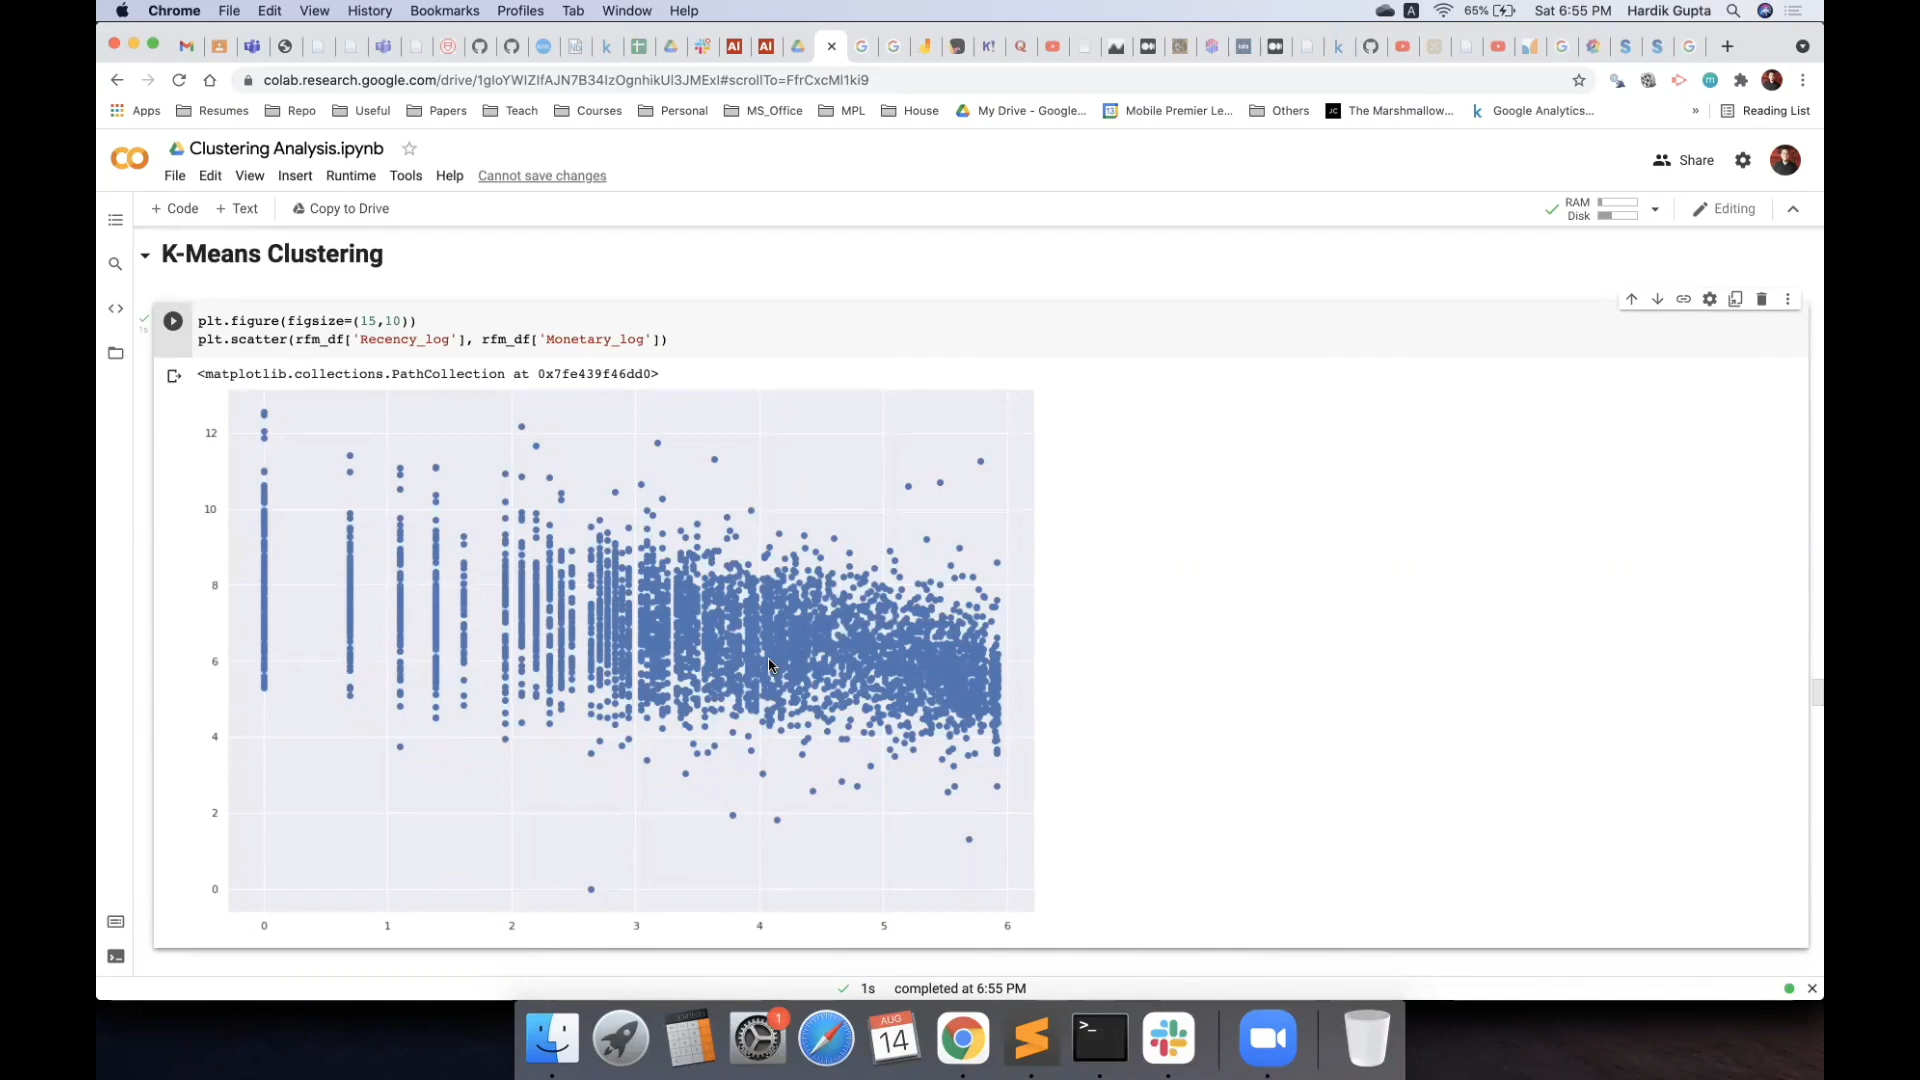 Chrome File Edit View History Bookmarks Profiles Tab Window Help
A 65% Sat 6:55 PM Hardik Gupta
colab.research.google.com/drive/1gIoYWIZIfAJN7B34IzOgnhikUl3JMExI#scrollTo=FfrCxcMl1ki9
Apps Resumes Repo Useful Papers Teach Courses Personal MS_Office MPL House My Drive - Google... Mobile Premier Le... Others The Marshmallow... Google Analytics... » Reading List
Clustering Analysis.ipynb
Share
File Edit View Insert Runtime Tools Help Cannot save changes
+ Code + Text Copy to Drive
RAM
Disk
Editing
K-Means Clustering
1s
plt.figure(figsize=(15,10))
plt.scatter(rfm_df['Recency_log'], rfm_df['Monetary_log'])
<matplotlib.collections.PathCollection at 0x7fe439f46dd0>
12
10
8
6
4
2
0
0 1 2 3 4 5 6
1s completed at 6:55 PM
1
AUG
14